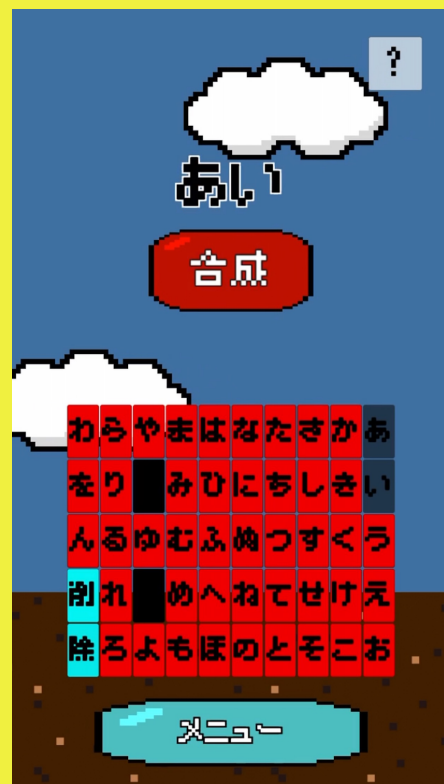 ?
あい
合成
わらやまはなたさかあ
をり みひにちしきい
んるゆむふぬつすくう
削れ めへねてせけえ
除ろよもほのとそこお
メニュー